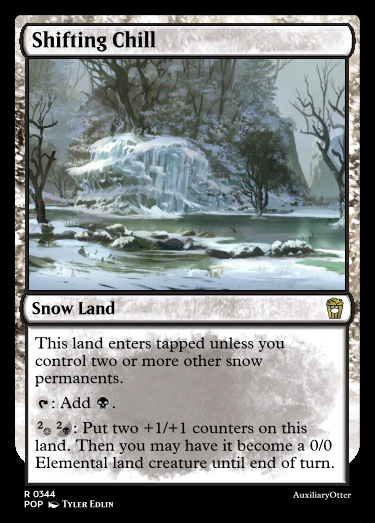 Shifting Chill
Snow Land
This land enters tapped unless you
control two or more other snow
permanents.
: Add .
2 2: Put two +1/+1 counters on this
land. Then you may have it become a 0/0
Elemental land creature until end of turn.
R 0344
POP TYLER EDLIN
AuxiliaryOtter